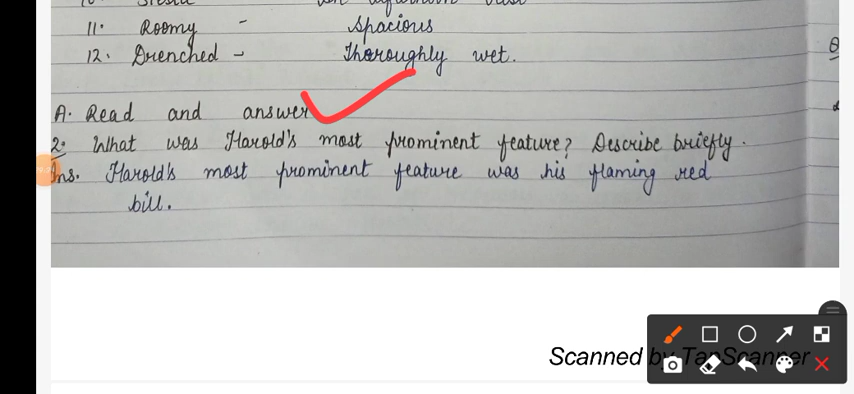 11. Roomy - Spacious
12. Drenched - Thoroughly wet.
A. Read and answer
2. What was Harold's most prominent feature? Describe briefly.
Ans. Harold's most prominent feature was his flaming red
bill.
Scanned by TapScanner